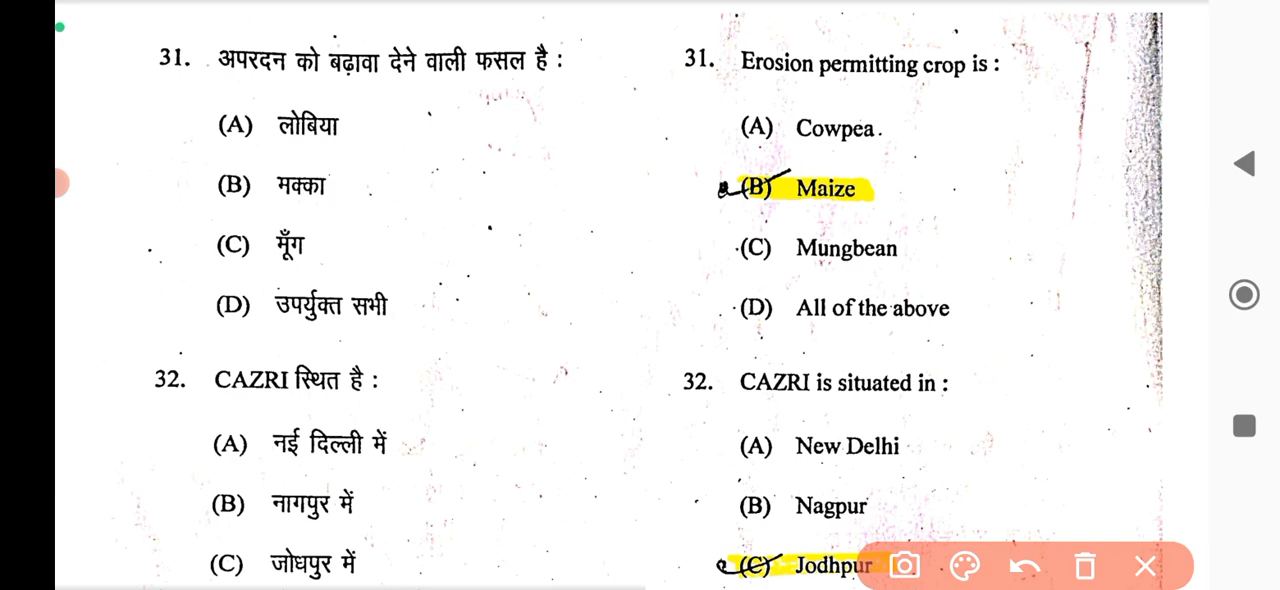 31. अपरदन को बढ़ावा देने वाली फसल है :
(A) लोबिया
(B) मक्का
(C) मूँग
(D) उपर्युक्त सभी
32. CAZRI स्थित है :
(A) नई दिल्ली में
(B) नागपुर में
(C) जोधपुर में
31. Erosion permitting crop is :
(A) Cowpea
(B) Maize
(C) Mungbean
(D) All of the above
32. CAZRI is situated in :
(A) New Delhi
(B) Nagpur
(C) Jodhpur